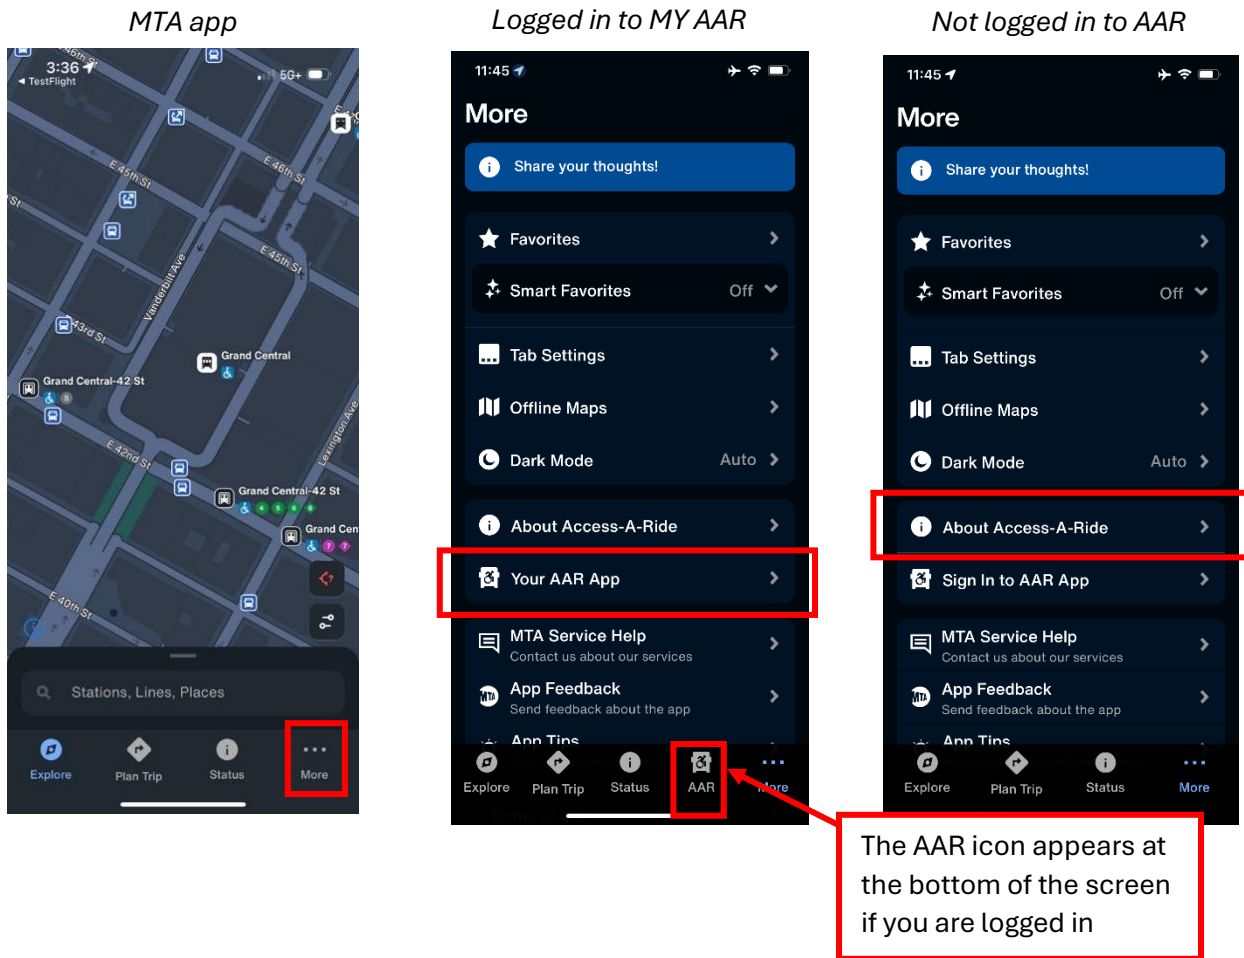 MTA app
Logged in to MY AAR
Not logged in to AAR
3:36
TestFlight
5G+
E 46th St
E 45th St
Vanderbilt Ave
E 45th St
43rd St
Grand Central
Grand Central-42 St
S
E 42nd St
Lexington Ave
Grand Central-42 St
4 5 6 6
Grand Cen
7 7
E 40th St
Stations, Lines, Places
Explore
Plan Trip
Status
More
11:45
More
Share your thoughts!
Favorites
Smart Favorites Off
Tab Settings
Offline Maps
Dark Mode Auto
About Access-A-Ride
Your AAR App
MTA Service Help
Contact us about our services
MTA
App Feedback
Send feedback about the app
App Tips
Explore
Plan Trip
Status
AAR
More
11:45
More
Share your thoughts!
Favorites
Smart Favorites Off
Tab Settings
Offline Maps
Dark Mode Auto
About Access-A-Ride
Sign In to AAR App
MTA Service Help
Contact us about our services
MTA
App Feedback
Send feedback about the app
App Tips
Explore
Plan Trip
Status
More
The AAR icon appears at
the bottom of the screen
if you are logged in